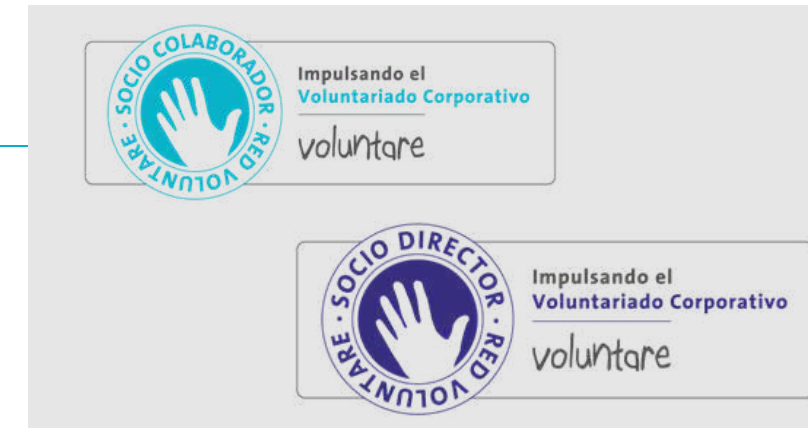 SOCIO COLABORADOR · RED VOLUNTARE ·
Impulsando el
Voluntariado Corporativo
voluntare
SOCIO DIRECTOR · RED VOLUNTARE ·
Impulsando el
Voluntariado Corporativo
voluntare